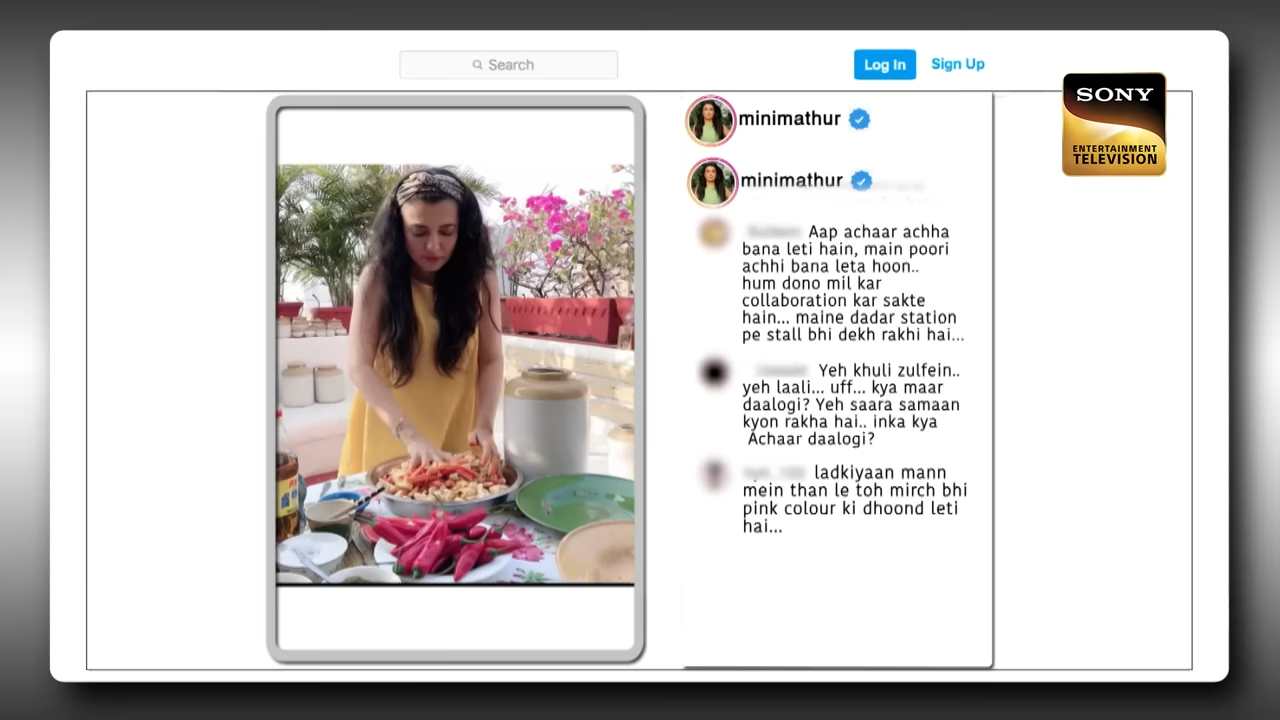 Search
Log In
Sign Up
SONY
ENTERTAINMENT
TELEVISION
minimathur
minimathur
Aap achaar achha
bana leti hain, main poori
achhi bana leta hoon..
hum dono mil kar
collaboration kar sakte
hain... maine dadar station
pe stall bhi dekh rakhi hai...
Yeh khuli zulfein..
yeh laali... uff... kya maar
daalogi? Yeh saara samaan
kyon rakha hai.. inka kya
Achaar daalogi?
ladkiyaan mann
mein than le toh mirch bhi
pink colour ki dhoond leti
hai...